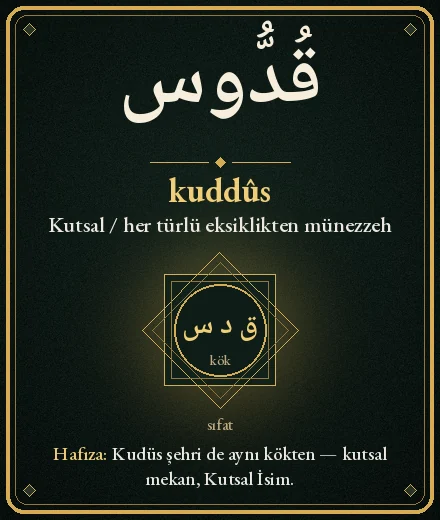 قُدُّوس
kuddûs
Kutsal / her türlü eksiklikten münezzeh
ق د س
kök
sıfat
Hafıza: Kudüs şehri de aynı kökten — kutsal
mekan, Kutsal İsim.